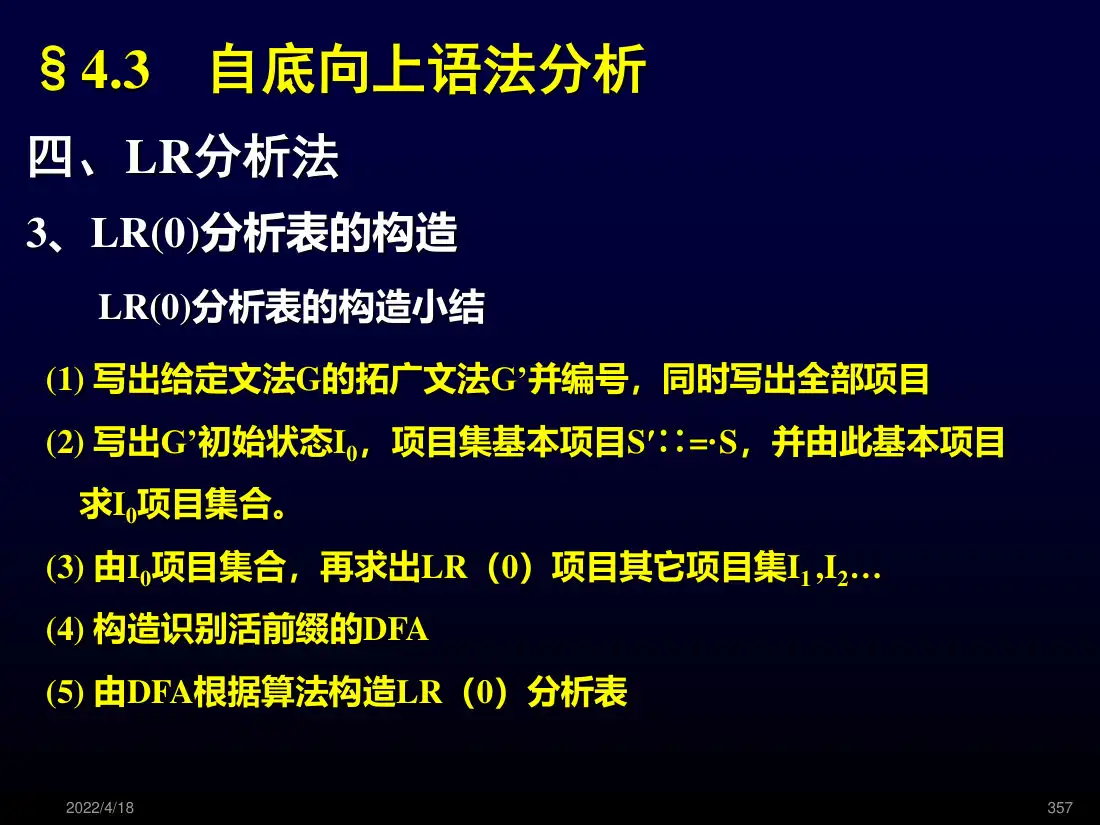 §4.3 自底向上语法分析
四、LR分析法
3、LR(0)分析表的构造
LR(0)分析表的构造小结
(1) 写出给定文法G的拓广文法G’并编号，同时写出全部项目
(2) 写出G’初始状态I₀，项目集基本项目S′∷=·S，并由此基本项目
求I₀项目集合。
(3) 由I₀项目集合，再求出LR（0）项目其它项目集I₁ ,I₂…
(4) 构造识别活前缀的DFA
(5) 由DFA根据算法构造LR（0）分析表
2022/4/18
357